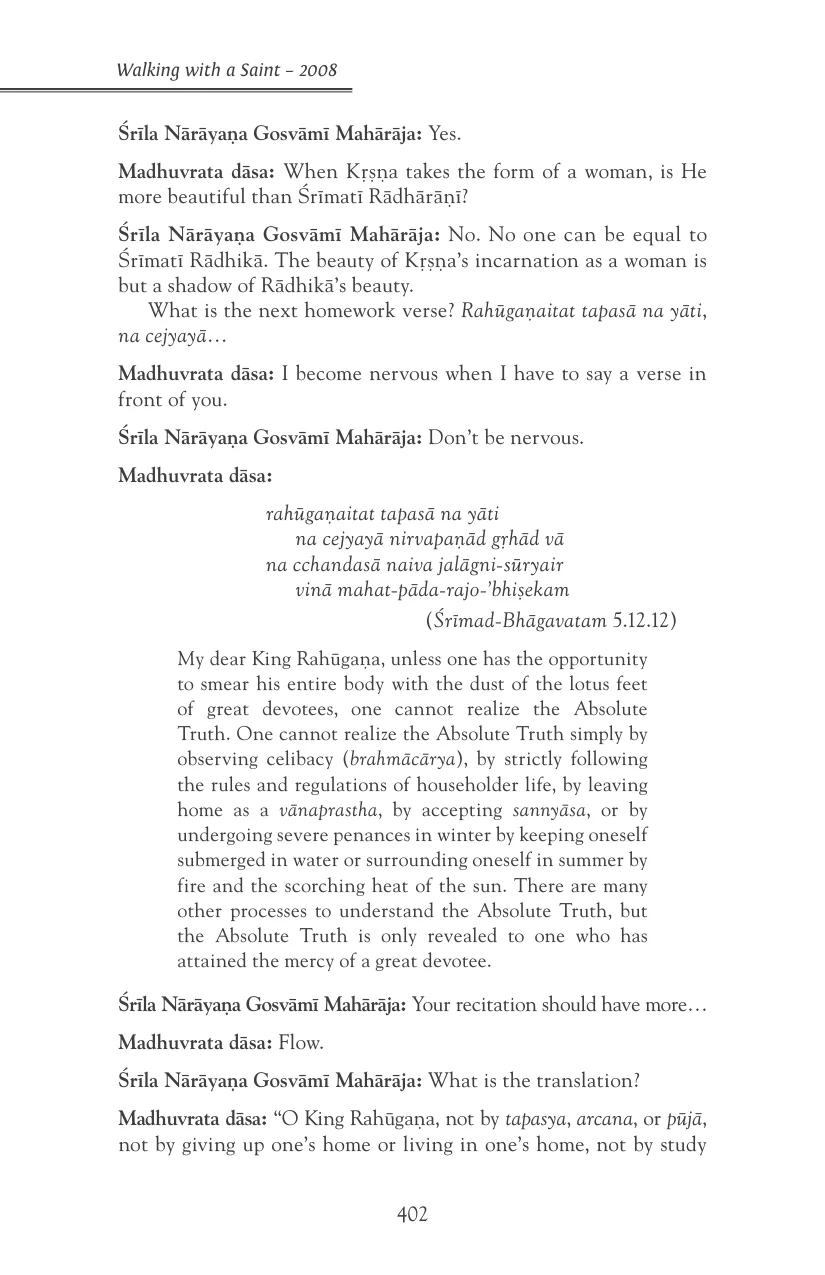 Walking with a Saint – 2008
Śrīla Nārāyaṇa Gosvāmī Mahārāja: Yes.
Madhuvrata dāsa: When Kṛṣṇa takes the form of a woman, is He
more beautiful than Śrīmatī Rādhārāṇī?
Śrīla Nārāyaṇa Gosvāmī Mahārāja: No. No one can be equal to
Śrīmatī Rādhikā. The beauty of Kṛṣṇa’s incarnation as a woman is
but a shadow of Rādhikā’s beauty.
What is the next homework verse? Rahūgaṇaitat tapasā na yāti,
na cejyayā…
Madhuvrata dāsa: I become nervous when I have to say a verse in
front of you.
Śrīla Nārāyaṇa Gosvāmī Mahārāja: Don’t be nervous.
Madhuvrata dāsa:
rahūgaṇaitat tapasā na yāti
na cejyayā nirvapaṇād gṛhād vā
na cchandasā naiva jalāgni-sūryair
vinā mahat-pāda-rajo-’bhiṣekam
(Śrīmad-Bhāgavatam 5.12.12)
My dear King Rahūgaṇa, unless one has the opportunity
to smear his entire body with the dust of the lotus feet
of great devotees, one cannot realize the Absolute
Truth. One cannot realize the Absolute Truth simply by
observing celibacy (brahmācārya), by strictly following
the rules and regulations of householder life, by leaving
home as a vānaprastha, by accepting sannyāsa, or by
undergoing severe penances in winter by keeping oneself
submerged in water or surrounding oneself in summer by
fire and the scorching heat of the sun. There are many
other processes to understand the Absolute Truth, but
the Absolute Truth is only revealed to one who has
attained the mercy of a great devotee.
Śrīla Nārāyaṇa Gosvāmī Mahārāja: Your recitation should have more…
Madhuvrata dāsa: Flow.
Śrīla Nārāyaṇa Gosvāmī Mahārāja: What is the translation?
Madhuvrata dāsa: “O King Rahūgaṇa, not by tapasya, arcana, or pūjā,
not by giving up one’s home or living in one’s home, not by study
402